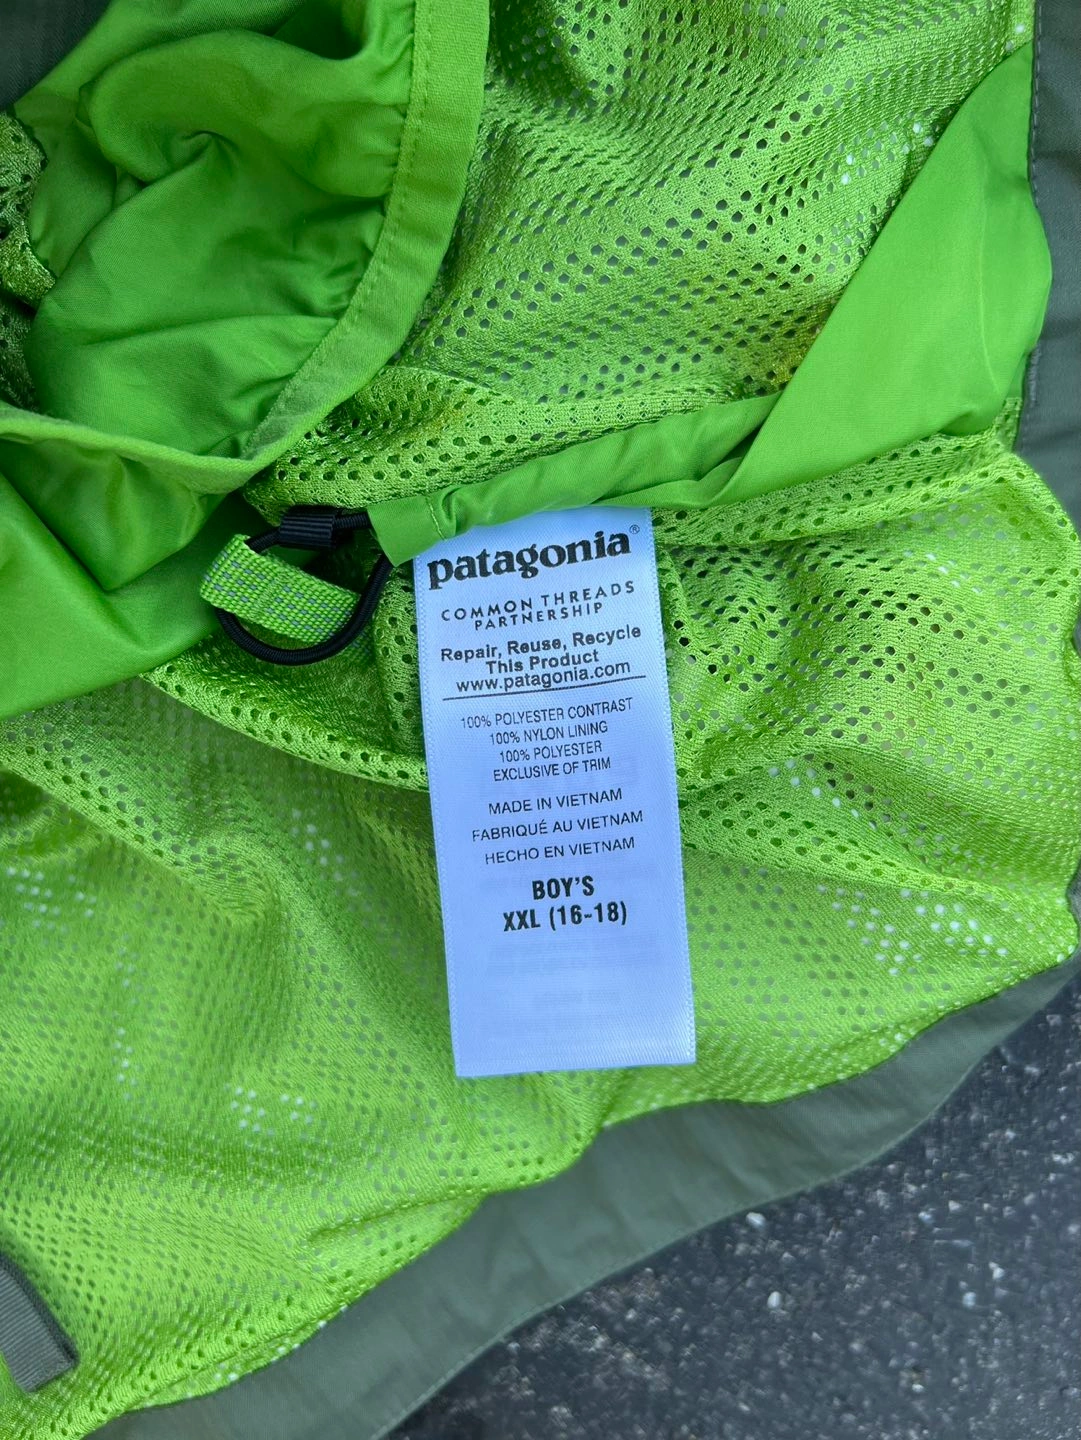 patagonia®
COMMON THREADS
PARTNERSHIP
Repair, Reuse, Recycle
This Product
www.patagonia.com
100% POLYESTER CONTRAST
100% NYLON LINING
100% POLYESTER
EXCLUSIVE OF TRIM
MADE IN VIETNAM
FABRIQUÉ AU VIETNAM
HECHO EN VIETNAM
BOY'S
XXL (16-18)